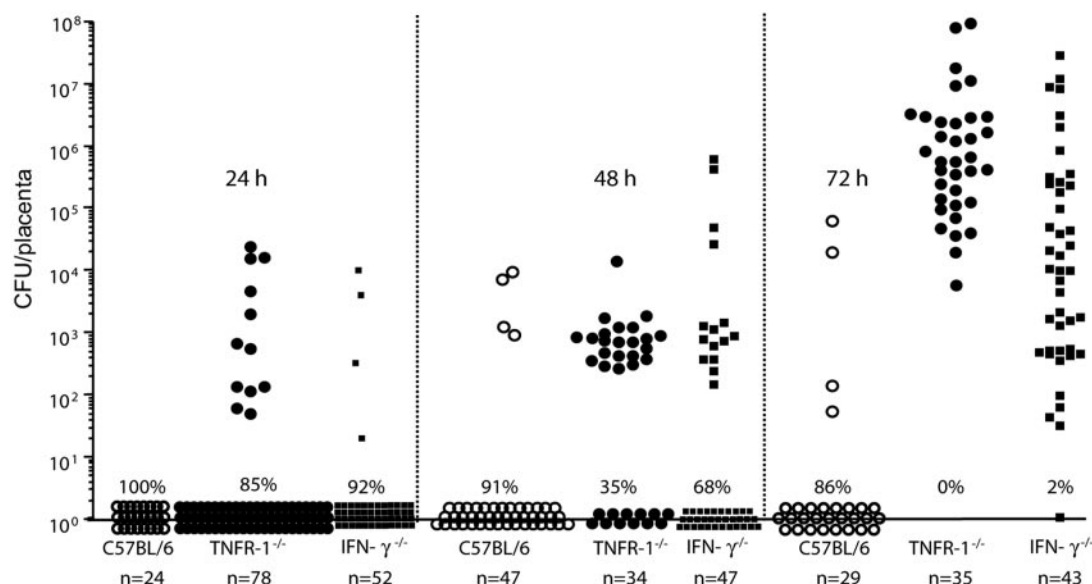 10⁸
10⁷
10⁶
10⁵
10⁴
10³
10²
10¹
10⁰
CFU/placenta
24 h 48 h 72 h
100% 85% 92% 91% 35% 68% 86% 0% 2%
C57BL/6 TNFR-1⁻/⁻ IFN- γ⁻/⁻ C57BL/6 TNFR-1⁻/⁻ IFN- γ⁻/⁻ C57BL/6 TNFR-1⁻/⁻ IFN- γ⁻/⁻
n=24 n=78 n=52 n=47 n=34 n=47 n=29 n=35 n=43